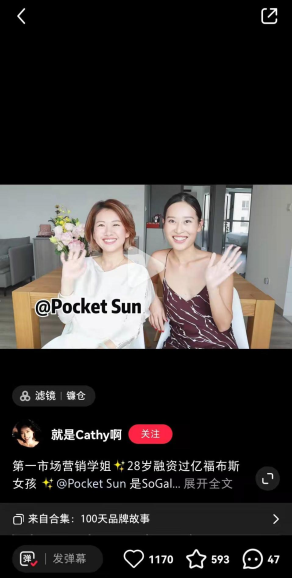 @Pocket Sun
滤镜 | 镰仓
就是Cathy啊
关注
第一市场营销学姐✨28岁融资过亿福布斯
女孩 ✨@Pocket Sun 是SoGal... 展开全文
来自合集：100天品牌故事
弹
发弹幕
1170
593
47